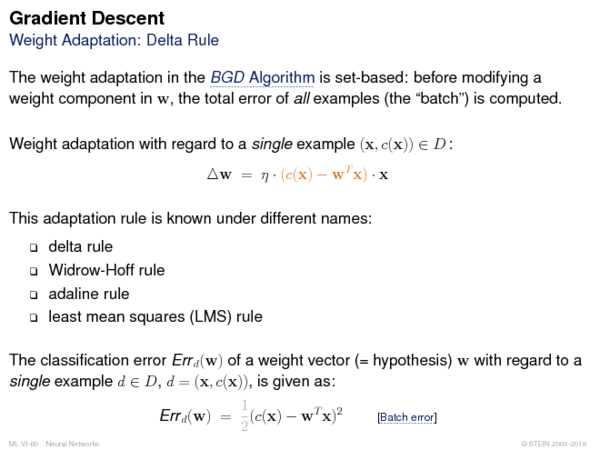 Gradient Descent
Weight Adaptation: Delta Rule
The weight adaptation in the BGD Algorithm is set-based: before modifying a
weight component in w, the total error of all examples (the “batch”) is computed.
Weight adaptation with regard to a single example (x, c(x)) ∈ D:
△w = η · (c(x) − wᵀx) · x
This adaptation rule is known under different names:
❑ delta rule
❑ Widrow-Hoff rule
❑ adaline rule
❑ least mean squares (LMS) rule
The classification error Err_d(w) of a weight vector (= hypothesis) w with regard to a
single example d ∈ D, d = (x, c(x)), is given as:
Err_d(w) = 1/2 (c(x) − wᵀx)² [Batch error]
ML:VI-60 Neural Networks © STEIN 2005-2018